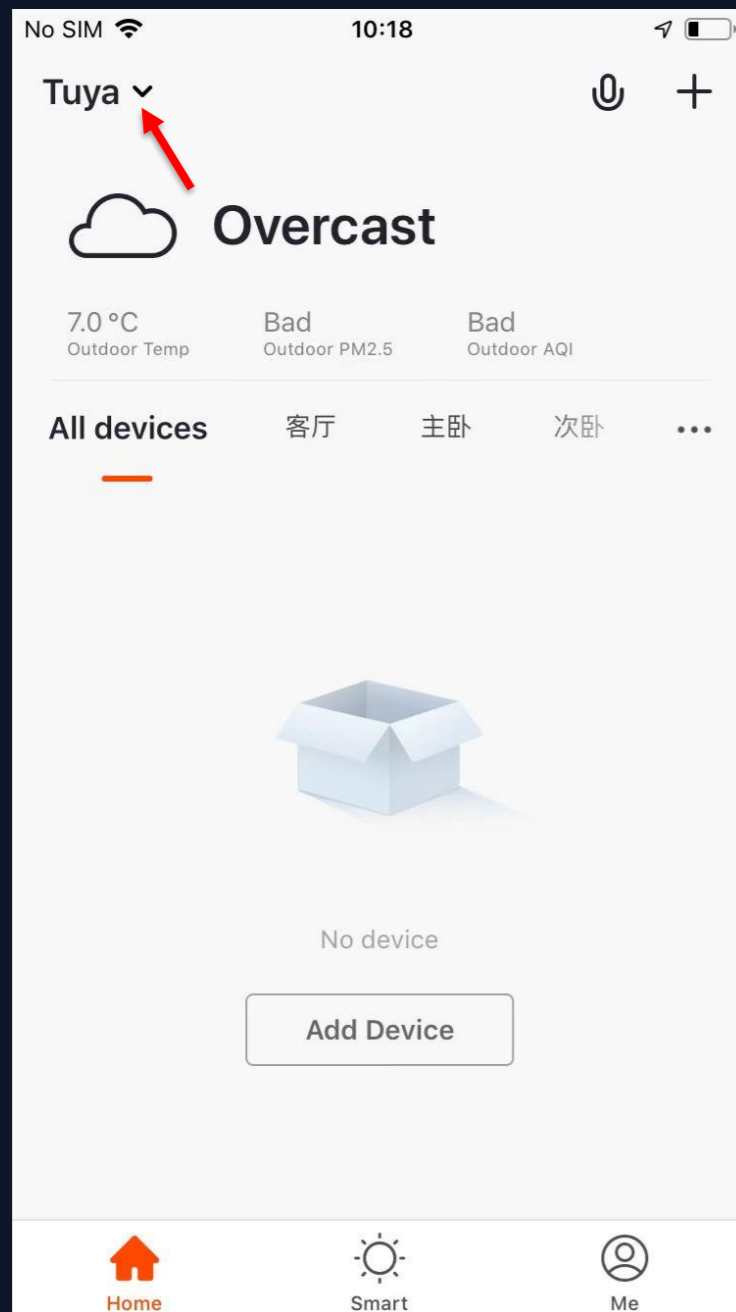 No SIM 10:18
Tuya
Overcast
7.0 °C Bad Bad
Outdoor Temp Outdoor PM2.5 Outdoor AQI
All devices 客厅 主卧 次卧
No device
Add Device
Home Smart Me